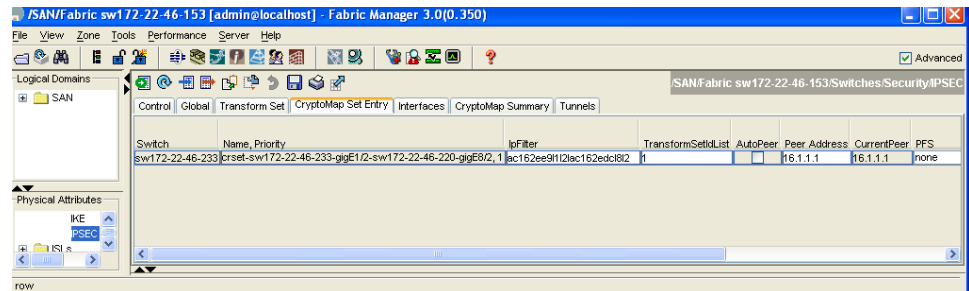 /SAN/Fabric sw172-22-46-153 [admin@localhost] - Fabric Manager 3.0(0.350)
File View Zone Tools Performance Server Help
Advanced
Logical Domains
/SAN/Fabric sw172-22-46-153/Switches/Security/IPSEC
SAN
Control Global Transform Set CryptoMap Set Entry Interfaces CryptoMap Summary Tunnels
Switch Name, Priority IpFilter TransformSetIdList AutoPeer Peer Address CurrentPeer PFS
sw172-22-46-233 crset-sw172-22-46-233-gigE1/2-sw172-22-46-220-gigE8/2, 1 1 16.1.1.1 16.1.1.1 none
Physical Attributes
IKE
IPSEC
ISLs
row